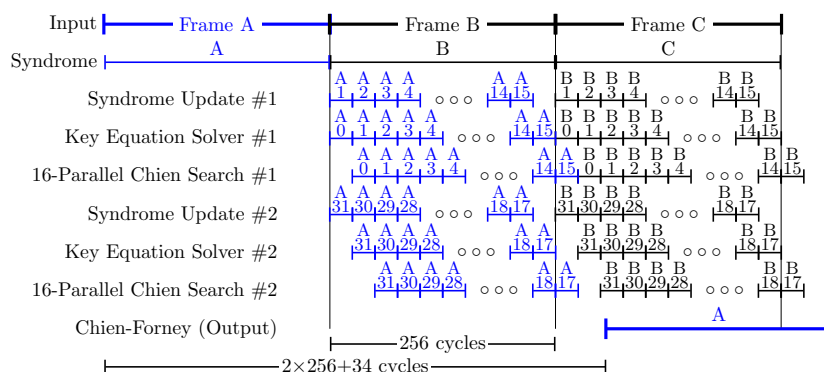 Input Frame A Frame B Frame C
Syndrome A B C
A A A A A A B B B B B B
Syndrome Update #1 1 2 3 4 14 15 1 2 3 4 14 15
A A A A A A A B B B B B B B
Key Equation Solver #1 0 1 2 3 4 14 15 0 1 2 3 4 14 15
A A A A A A A B B B B B B B
16-Parallel Chien Search #1 0 1 2 3 4 14 15 0 1 2 3 4 14 15
A A A A A A B B B B B B
Syndrome Update #2 31 30 29 28 18 17 31 30 29 28 18 17
A A A A A A B B B B B B
Key Equation Solver #2 31 30 29 28 18 17 31 30 29 28 18 17
A A A A A A B B B B B B
16-Parallel Chien Search #2 31 30 29 28 18 17 31 30 29 28 18 17
Chien-Forney (Output) A
256 cycles
2×256+34 cycles